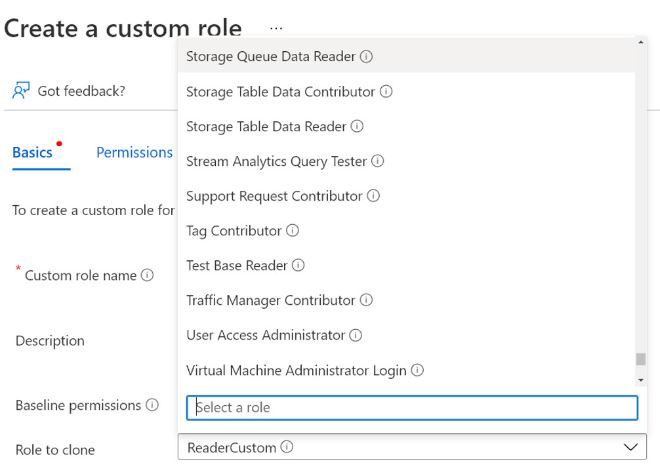 Create a custom role ...
Storage Queue Data Reader
Got feedback?
Storage Table Data Contributor
Storage Table Data Reader
Basics Permissions
Stream Analytics Query Tester
Support Request Contributor
To create a custom role for
Tag Contributor
Test Base Reader
* Custom role name
Traffic Manager Contributor
Description
User Access Administrator
Virtual Machine Administrator Login
Baseline permissions
Select a role
Role to clone
ReaderCustom